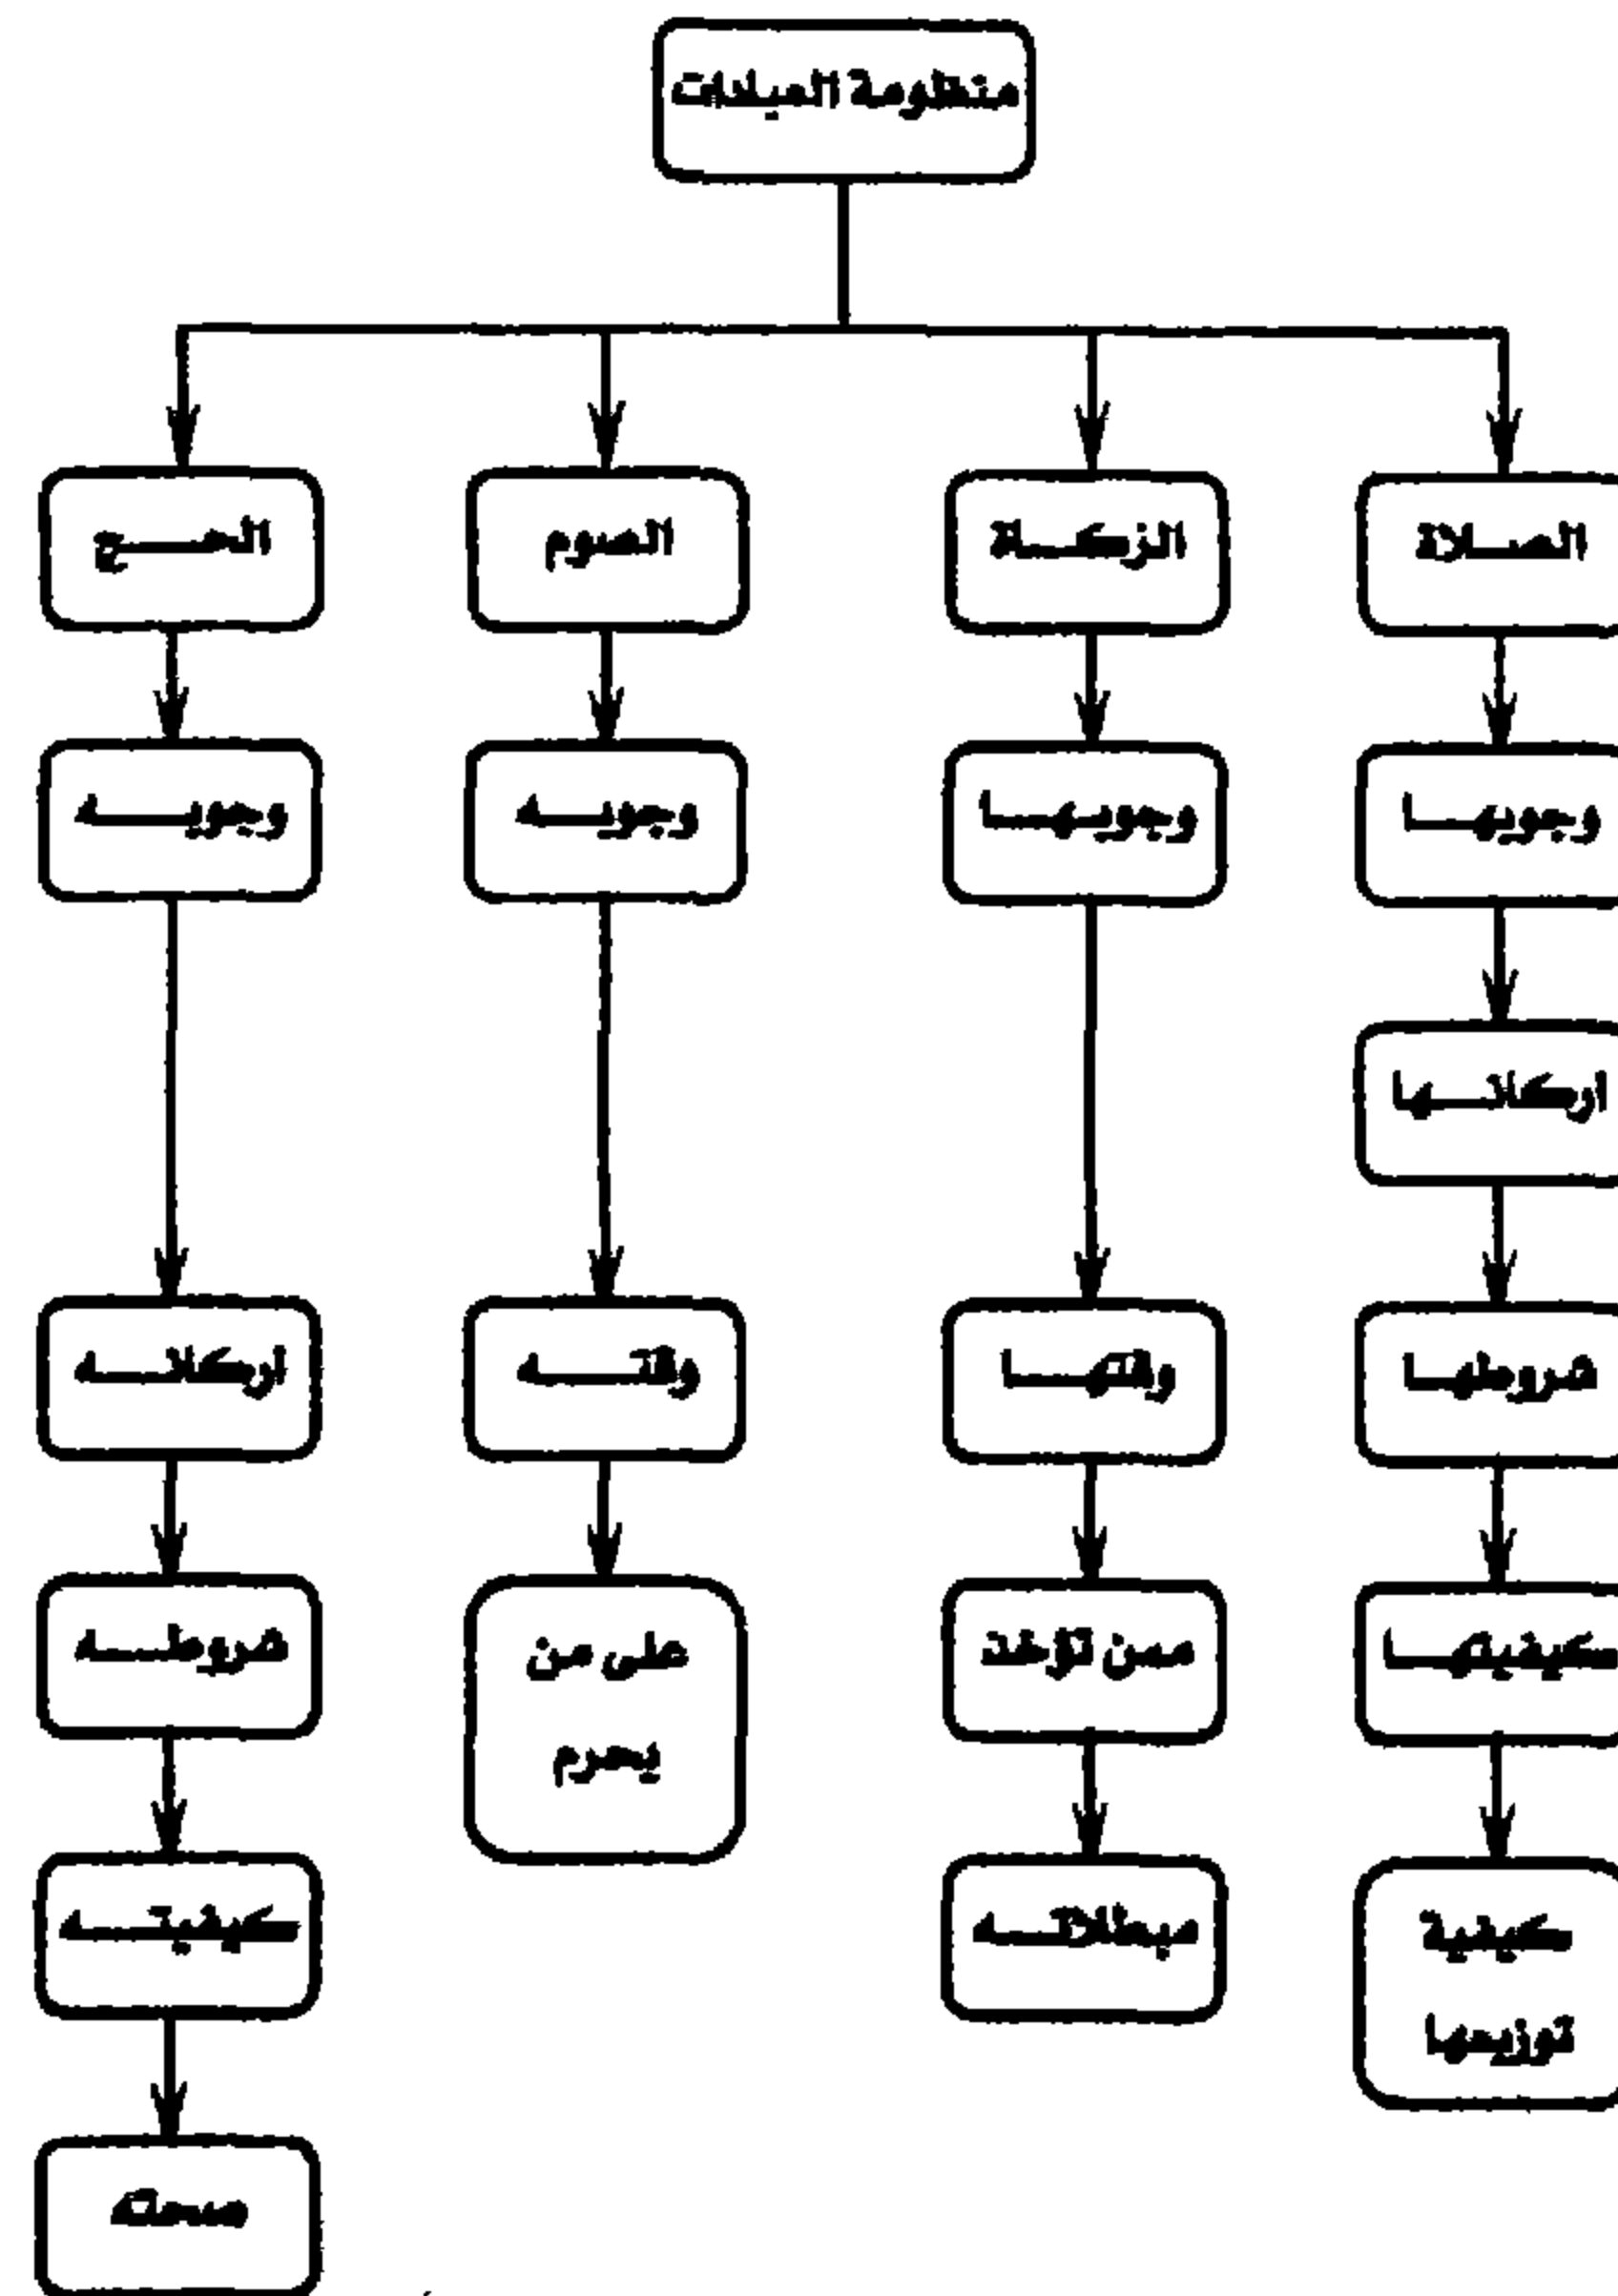 منظومة العبادات
الصلاة
الزكاة
الصوم
الحج
وجوبها
وجوبها
وجوبه
وجوبه
اركانها
شروطها
وقتها
وقته
اركانه
كيفيتها
ممن تؤخذ
على من
يحرم
شروطه
كيفية
توزيعها
مبطلاته
كيفيته